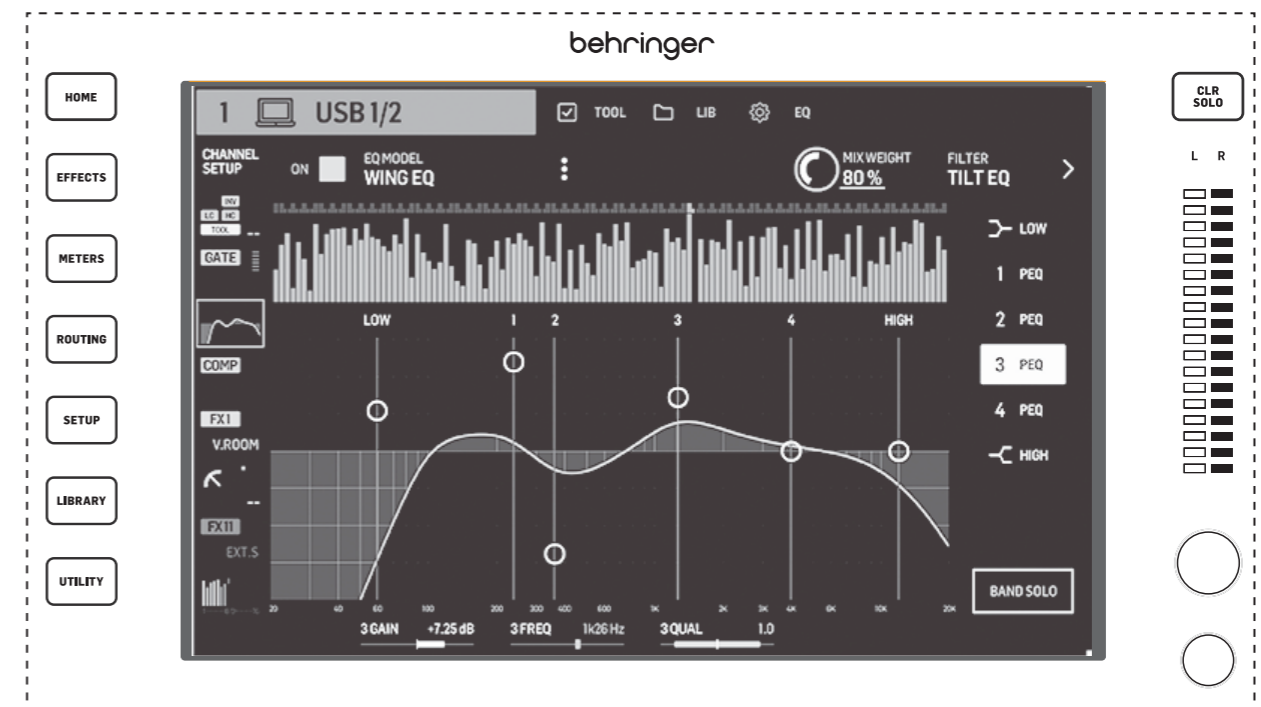 behringer
HOME
EFFECTS
METERS
ROUTING
SETUP
LIBRARY
UTILITY
1 USB 1/2
TOOL LIB EQ
CHANNEL
SETUP
ON
EQ MODEL
WING EQ
MIX WEIGHT
80 %
FILTER
TILT EQ
INV
LC HC
TOOL --
GATE
COMP
FX1
V.ROOM
--
FX11
EXT.S
LOW 1 2 3 4 HIGH
20 40 60 100 200 300 400 600 1K 2K 3K 4K 6K 10K 20K
3 GAIN +7.25 dB 3 FREQ 1k26 Hz 3 QUAL 1.0
LOW
1 PEQ
2 PEQ
3 PEQ
4 PEQ
HIGH
BAND SOLO
CLR
SOLO
L R